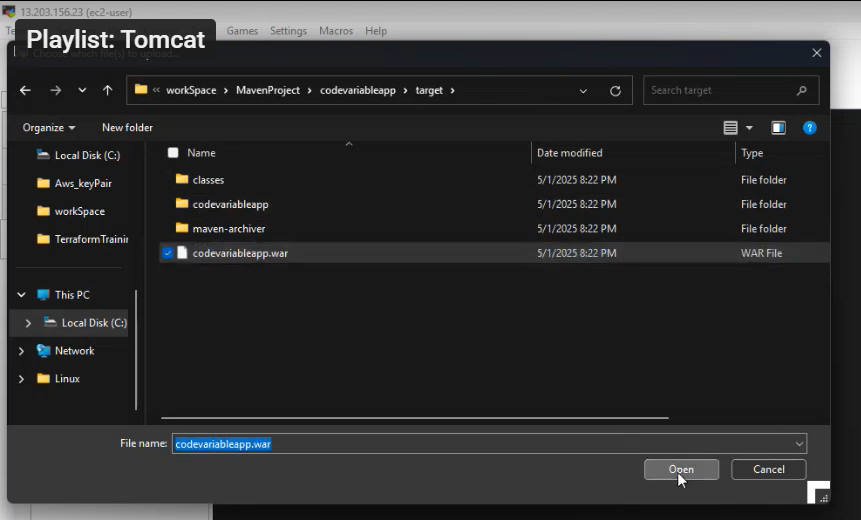 13.203.156.23 (ec2-user)
Games Settings Macros Help
Playlist: Tomcat
« workSpace › MavenProject › codevariableapp › target ›
Search target
Organize
New folder
Name
Date modified
Type
Local Disk (C:)
Aws_keyPair
workSpace
TerraformTrainin
This PC
Local Disk (C:)
Network
Linux
classes 5/1/2025 8:22 PM File folder
codevariableapp 5/1/2025 8:22 PM File folder
maven-archiver 5/1/2025 8:22 PM File folder
codevariableapp.war 5/1/2025 8:22 PM WAR File
File name: codevariableapp.war
Open
Cancel